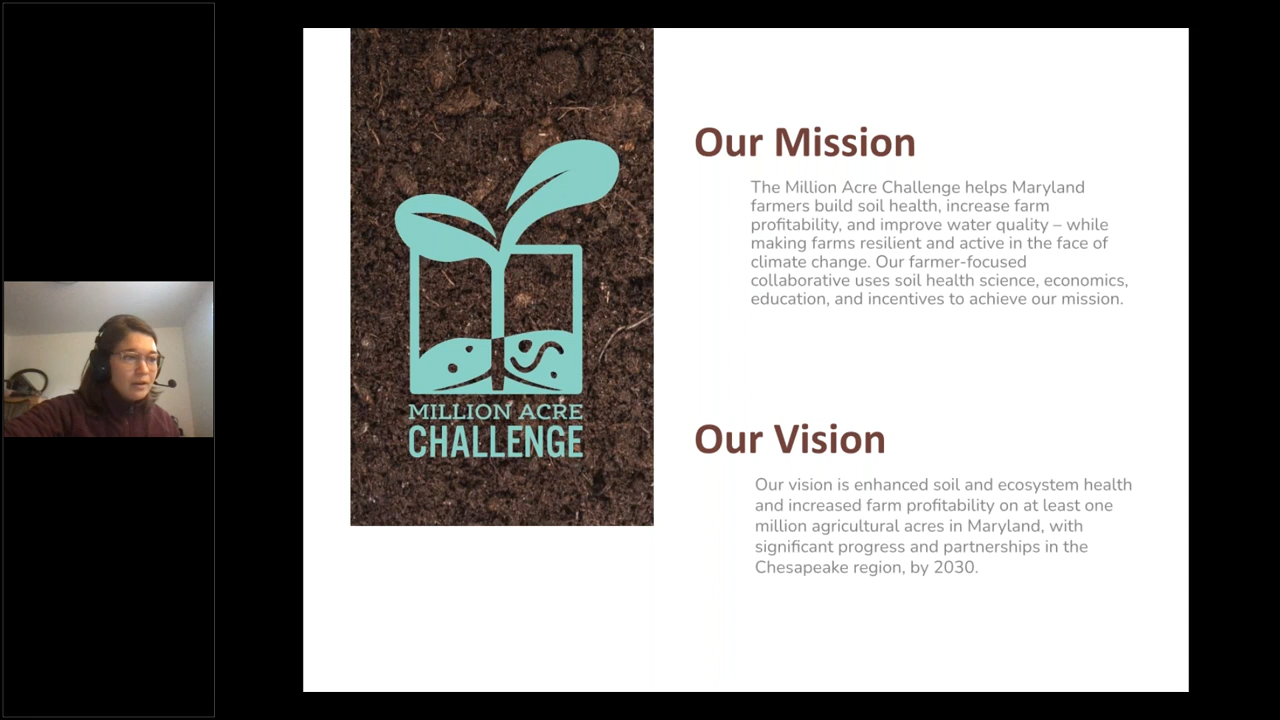 MILLION ACRE
CHALLENGE
Our Mission
The Million Acre Challenge helps Maryland
farmers build soil health, increase farm
profitability, and improve water quality – while
making farms resilient and active in the face of
climate change. Our farmer-focused
collaborative uses soil health science, economics,
education, and incentives to achieve our mission.
Our Vision
Our vision is enhanced soil and ecosystem health
and increased farm profitability on at least one
million agricultural acres in Maryland, with
significant progress and partnerships in the
Chesapeake region, by 2030.